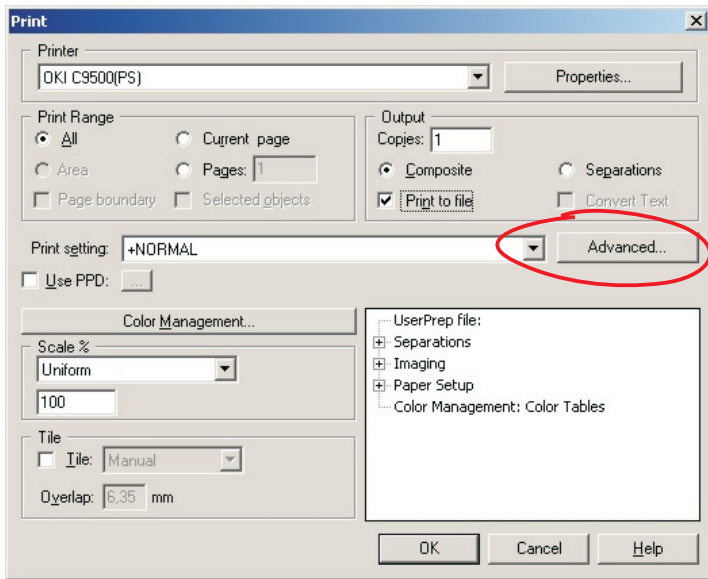 Print
Printer
OKI C9500(PS)
Properties...
Print Range
All
Current page
Area
Pages: 1
Page boundary
Selected objects
Output
Copies: 1
Composite
Separations
Print to file
Convert Text
Print setting: +NORMAL
Advanced...
Use PPD: ...
Color Management...
Scale %
Uniform
100
Tile
Tile: Manual
Overlap: 6,35 mm
UserPrep file:
Separations
Imaging
Paper Setup
Color Management: Color Tables
OK
Cancel
Help